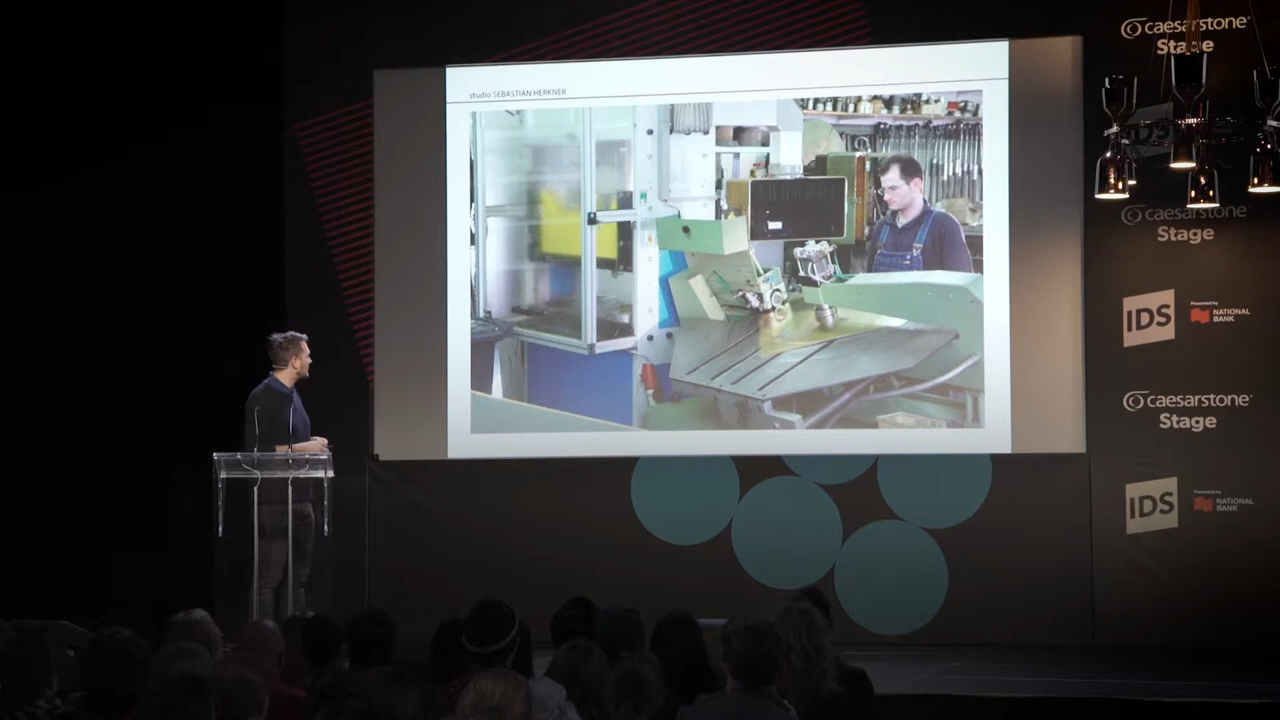 studio SEBASTIAN HERKNER
caesarstone
Stage
IDS
caesarstone
Stage
IDS
Presented by
NATIONAL
BANK
caesarstone
Stage
IDS
Presented by
NATIONAL
BANK